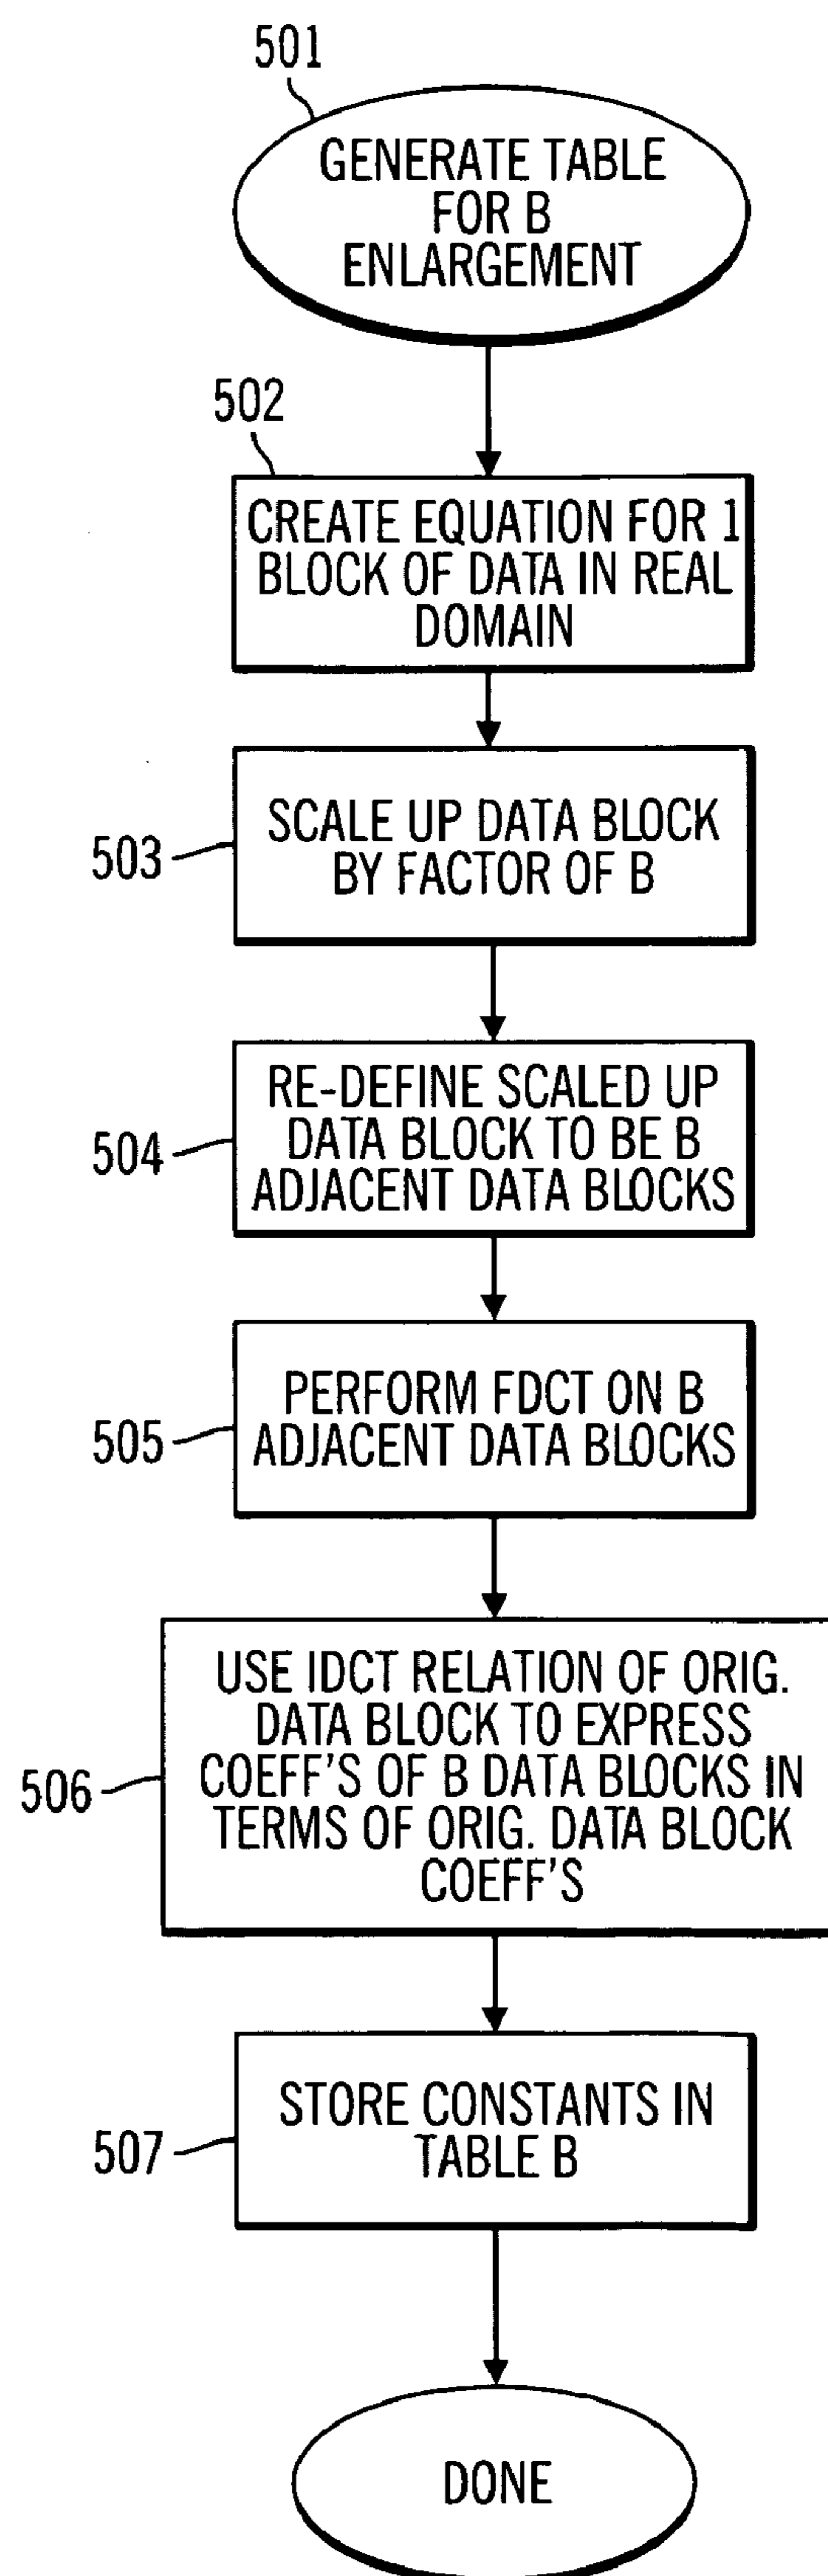 501
GENERATE TABLE
FOR B
ENLARGEMENT
502
CREATE EQUATION FOR 1
BLOCK OF DATA IN REAL
DOMAIN
503
SCALE UP DATA BLOCK
BY FACTOR OF B
504
RE-DEFINE SCALED UP
DATA BLOCK TO BE B
ADJACENT DATA BLOCKS
505
PERFORM FDCT ON B
ADJACENT DATA BLOCKS
506
USE IDCT RELATION OF ORIG.
DATA BLOCK TO EXPRESS
COEFF'S OF B DATA BLOCKS IN
TERMS OF ORIG. DATA BLOCK
COEFF'S
507
STORE CONSTANTS IN
TABLE B
DONE